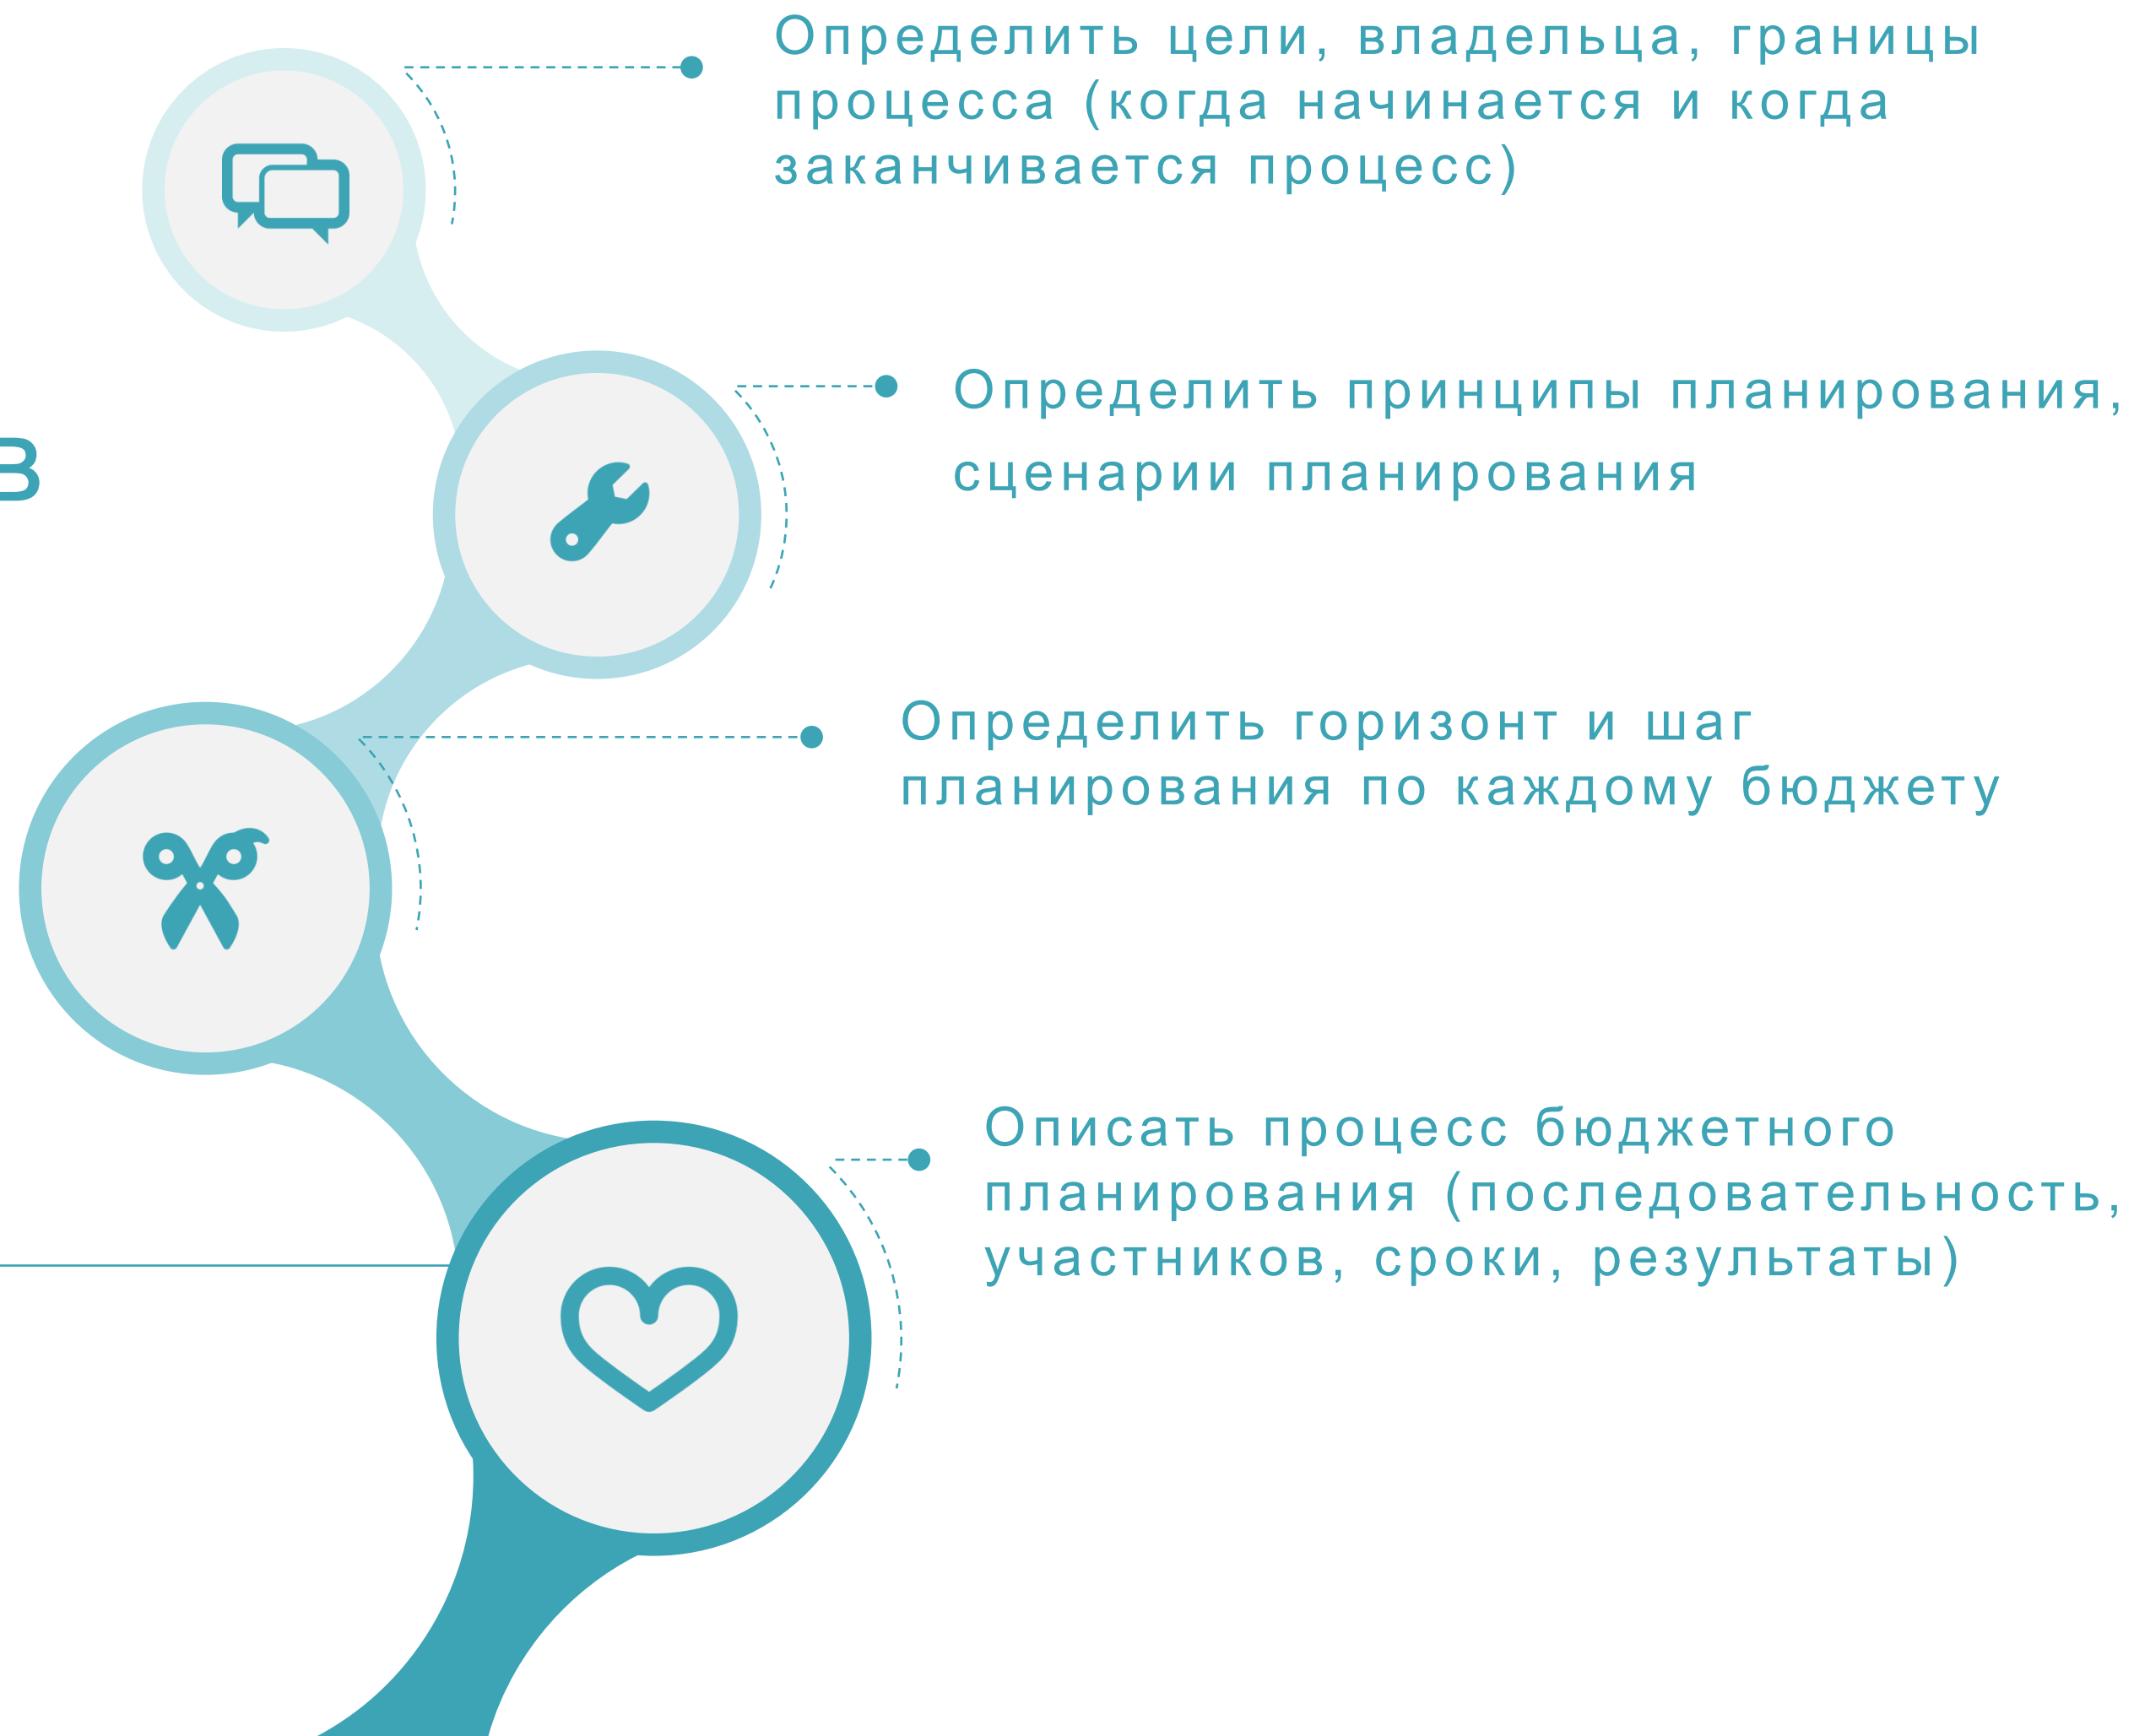 Определить цели, владельца, границы
процесса (когда начинается и когда
заканчивается процесс)
Определить принципы планирования,
в
сценарии планирования
Определить горизонт и шаг
планирования по каждому бюджету
Описать процесс бюджетного
планирования (последовательность,
участников, сроки, результаты)